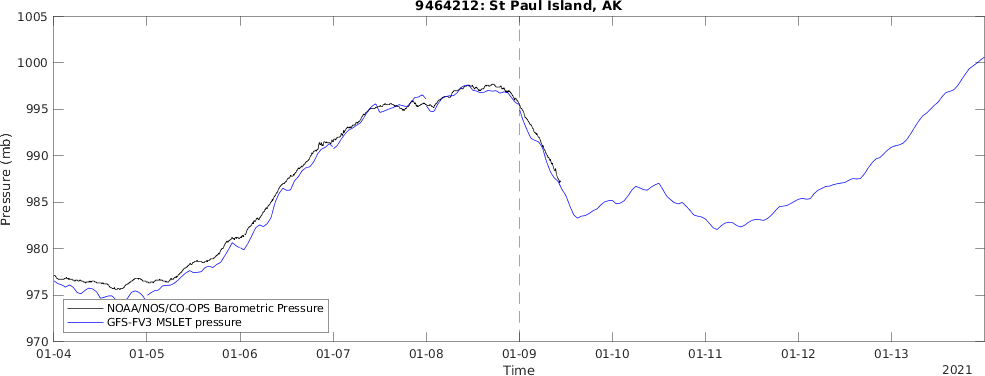 9464212: St Paul Island, AK
Pressure (mb)
1005
1000
995
990
985
980
975
970
NOAA/NOS/CO-OPS Barometric Pressure
GFS-FV3 MSLET pressure
01-04 01-05 01-06 01-07 01-08 01-09 01-10 01-11 01-12 01-13
Time
2021